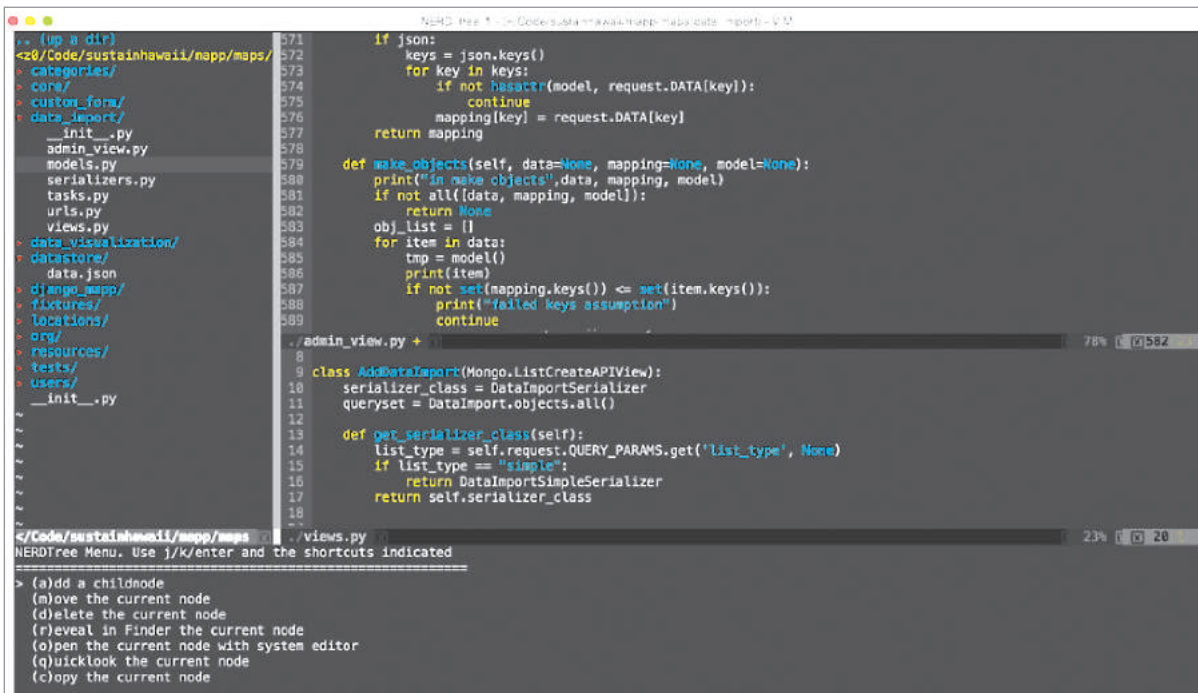 NERD_tree_1 - (~/Code/sustainhawaii/mapp/maps/data_import) - VIM
.. (up a dir)
<z0/Code/sustainhawaii/mapp/maps/
▸ categories/
▸ core/
▸ custom_form/
▾ data_import/
__init__.py
admin_view.py
models.py
serializers.py
tasks.py
urls.py
views.py
▸ data_visualization/
▾ datastore/
data.json
▸ django_mapp/
▸ fixtures/
▸ locations/
▸ org/
▸ resources/
▸ tests/
▸ users/
__init__.py
~
~
~
~
~
~
~
~
</Code/sustainhawaii/mapp/maps
571 if json:
572 keys = json.keys()
573 for key in keys:
574 if not hasattr(model, request.DATA[key]):
575 continue
576 mapping[key] = request.DATA[key]
577 return mapping
578
579 def make_objects(self, data=None, mapping=None, model=None):
580 print("in make objects",data, mapping, model)
581 if not all([data, mapping, model]):
582 return None
583 obj_list = []
584 for item in data:
585 tmp = model()
586 print(item)
587 if not set(mapping.keys()) <= set(item.keys()):
588 print("failed keys assumption")
589 continue
./admin_view.py + 78% 582
8
9 class AddDataImport(Mongo.ListCreateAPIView):
10 serializer_class = DataImportSerializer
11 queryset = DataImport.objects.all()
12
13 def get_serializer_class(self):
14 list_type = self.request.QUERY_PARAMS.get('list_type', None)
15 if list_type == "simple":
16 return DataImportSimpleSerializer
17 return self.serializer_class
18
./views.py 23% 20
NERDTree Menu. Use j/k/enter and the shortcuts indicated
==========================================================
> (a)dd a childnode
(m)ove the current node
(d)elete the current node
(r)eveal in Finder the current node
(o)pen the current node with system editor
(q)uicklook the current node
(c)opy the current node